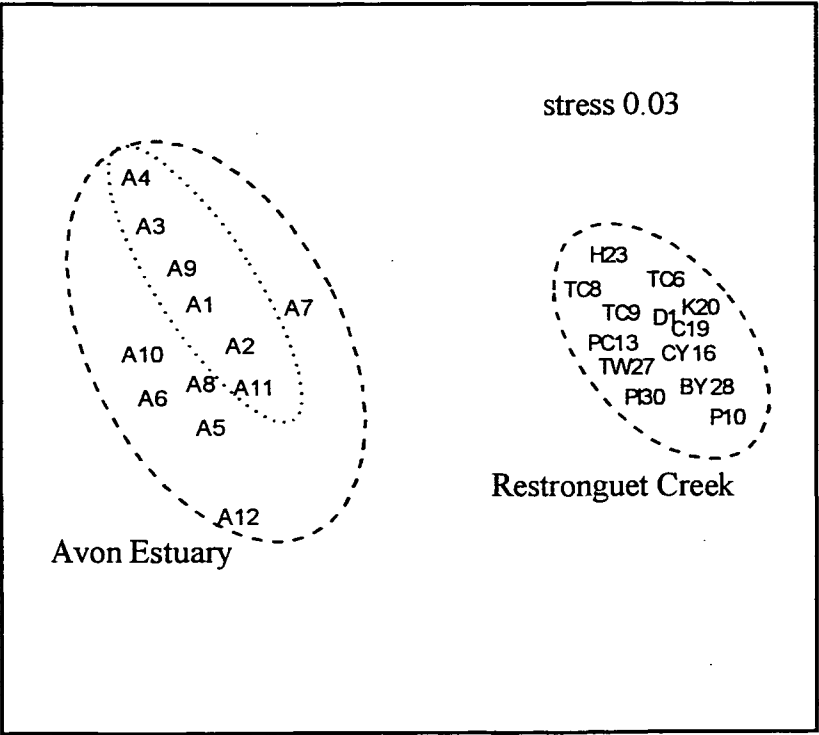 stress 0.03
A4
A3
A9
A1
A7
A2
A10
A8
A11
A6
A5
A12
Avon Estuary
H23
TC6
TC8
K20
TC9
D1
C19
PC13
CY16
TW27
BY28
PI30
P10
Restronguet Creek